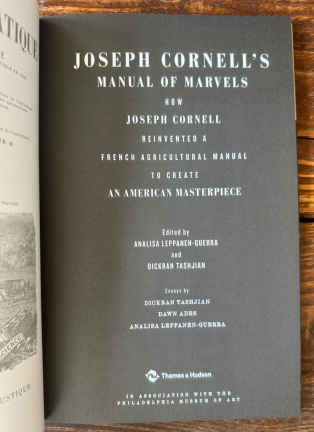 ATIQUE
JOSEPH CORNELL'S
MANUAL OF MARVELS
HOW
JOSEPH CORNELL
REINVENTED A
FRENCH AGRICULTURAL MANUAL
TO CREATE
AN AMERICAN MASTERPIECE
Edited by
ANALISA LEPPANEN-GUERRA
and
DICKRAN TASHJIAN
Essays by
DICKRAN TASHJIAN
DAWN ADES
ANALISA LEPPANEN-GUERRA
Thames & Hudson
IN ASSOCIATION WITH THE
PHILADELPHIA MUSEUM OF ART